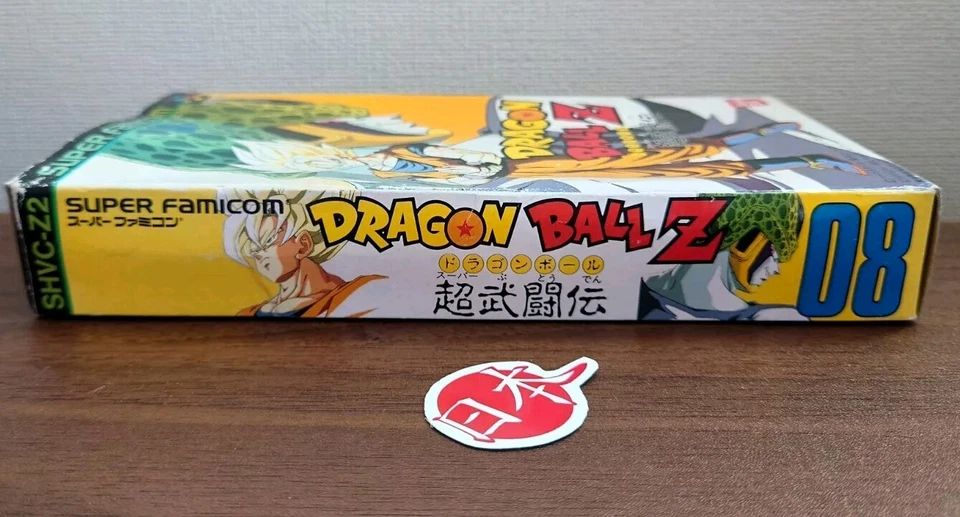 DRAGON
BALL Z
SUPER FAMICOM
スーパーファミコン
SHVC-Z2
DRAGON BALL Z
ドラゴンボール
スーパー ぶ とう でん
超武闘伝
08
日本